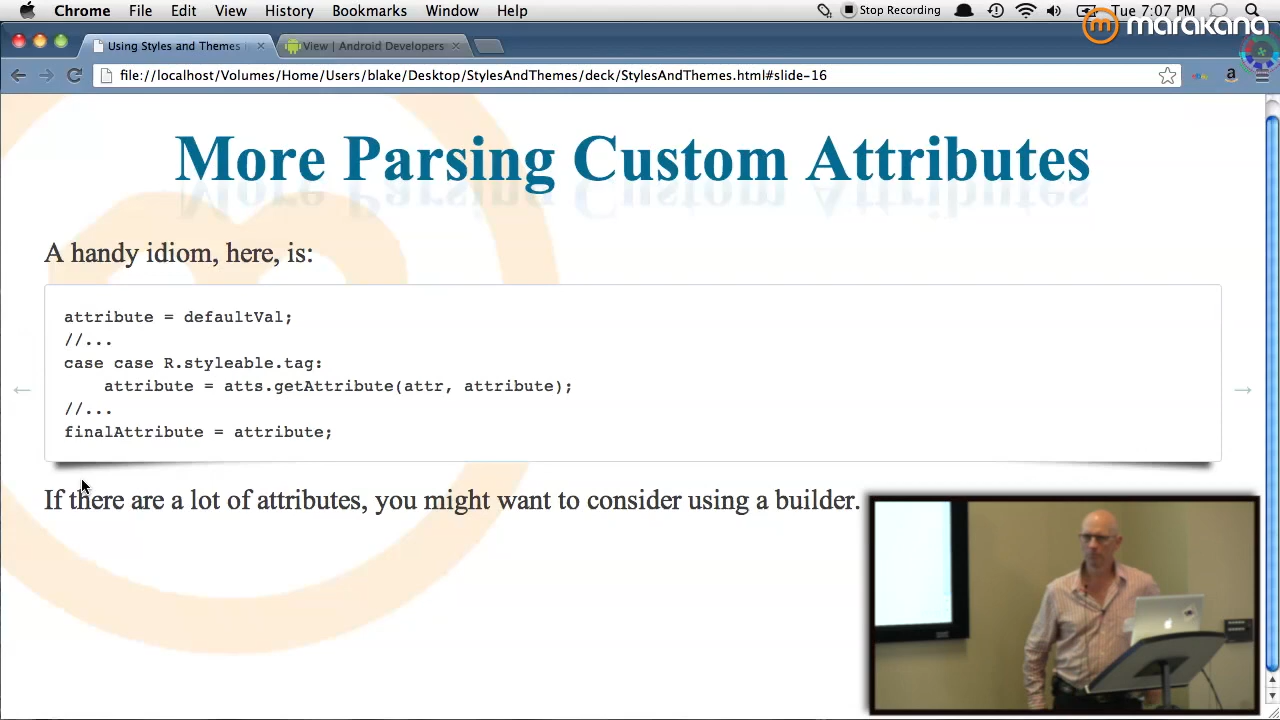 Chrome File Edit View History Bookmarks Window Help Stop Recording Tue 7:07 PM
marakana
Using Styles and Themes View | Android Developers
file://localhost/Volumes/Home/Users/blake/Desktop/StylesAndThemes/deck/StylesAndThemes.html#slide-16
More Parsing Custom Attributes
A handy idiom, here, is:
attribute = defaultVal;
//...
case case R.styleable.tag:
attribute = atts.getAttribute(attr, attribute);
//...
finalAttribute = attribute;
If there are a lot of attributes, you might want to consider using a builder.